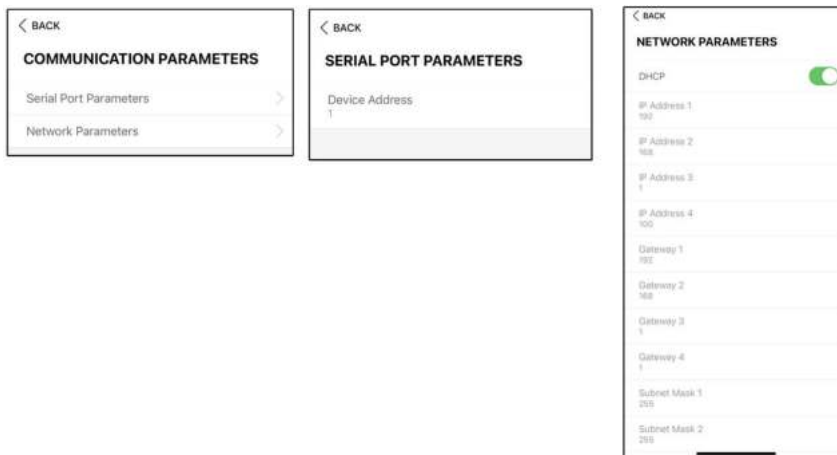 BACK
COMMUNICATION PARAMETERS
Serial Port Parameters
Network Parameters
BACK
SERIAL PORT PARAMETERS
Device Address
1
BACK
NETWORK PARAMETERS
DHCP
IP Address 1
192
IP Address 2
168
IP Address 3
1
IP Address 4
100
Gateway 1
192
Gateway 2
168
Gateway 3
1
Gateway 4
1
Subnet Mask 1
255
Subnet Mask 2
255